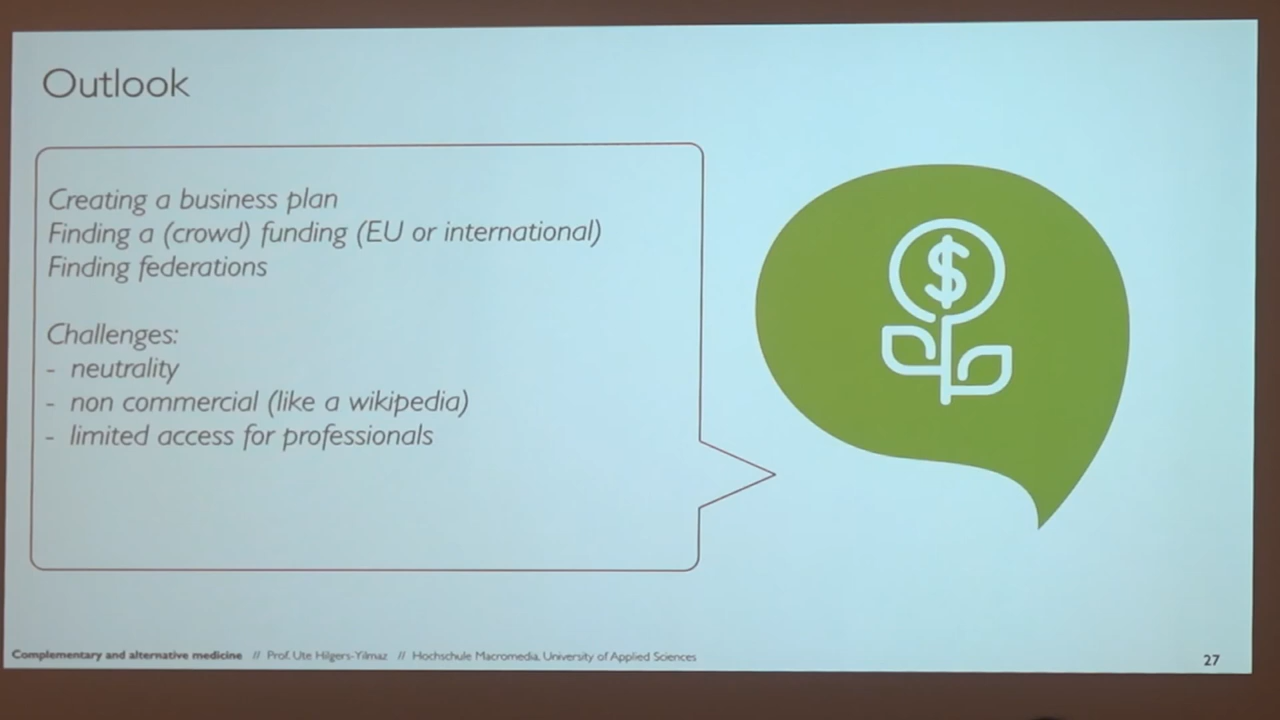 Outlook
Creating a business plan
Finding a (crowd) funding (EU or international)
Finding federations
Challenges:
- neutrality
- non commercial (like a wikipedia)
- limited access for professionals
$
Complementary and alternative medicine // Prof. Ute Hilgers-Yilmaz // Hochschule Macromedia, University of Applied Sciences
27